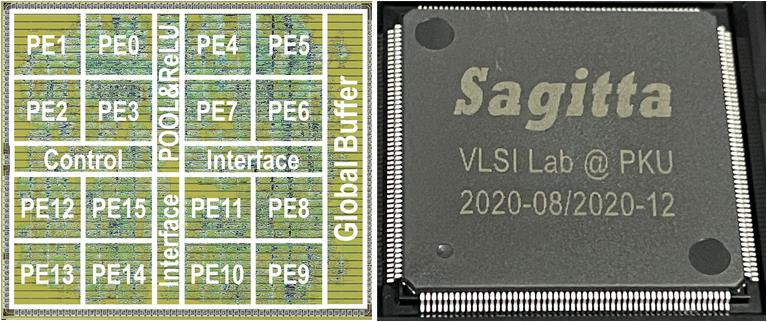 PE1 PE0 POOL&ReLU PE4 PE5 Global Buffer
PE2 PE3 PE7 PE6
Control Interface
PE12 PE15 Interface PE11 PE8
PE13 PE14 PE10 PE9
Sagitta
VLSI Lab @ PKU
2020-08/2020-12